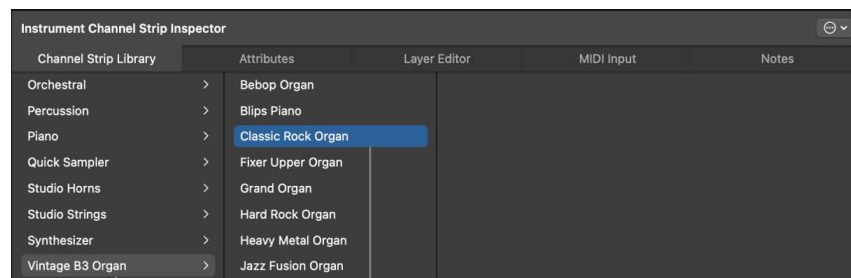 Instrument Channel Strip Inspector
Channel Strip Library
Attributes
Layer Editor
MIDI Input
Notes
Orchestral
Percussion
Piano
Quick Sampler
Studio Horns
Studio Strings
Synthesizer
Vintage B3 Organ
Bebop Organ
Blips Piano
Classic Rock Organ
Fixer Upper Organ
Grand Organ
Hard Rock Organ
Heavy Metal Organ
Jazz Fusion Organ